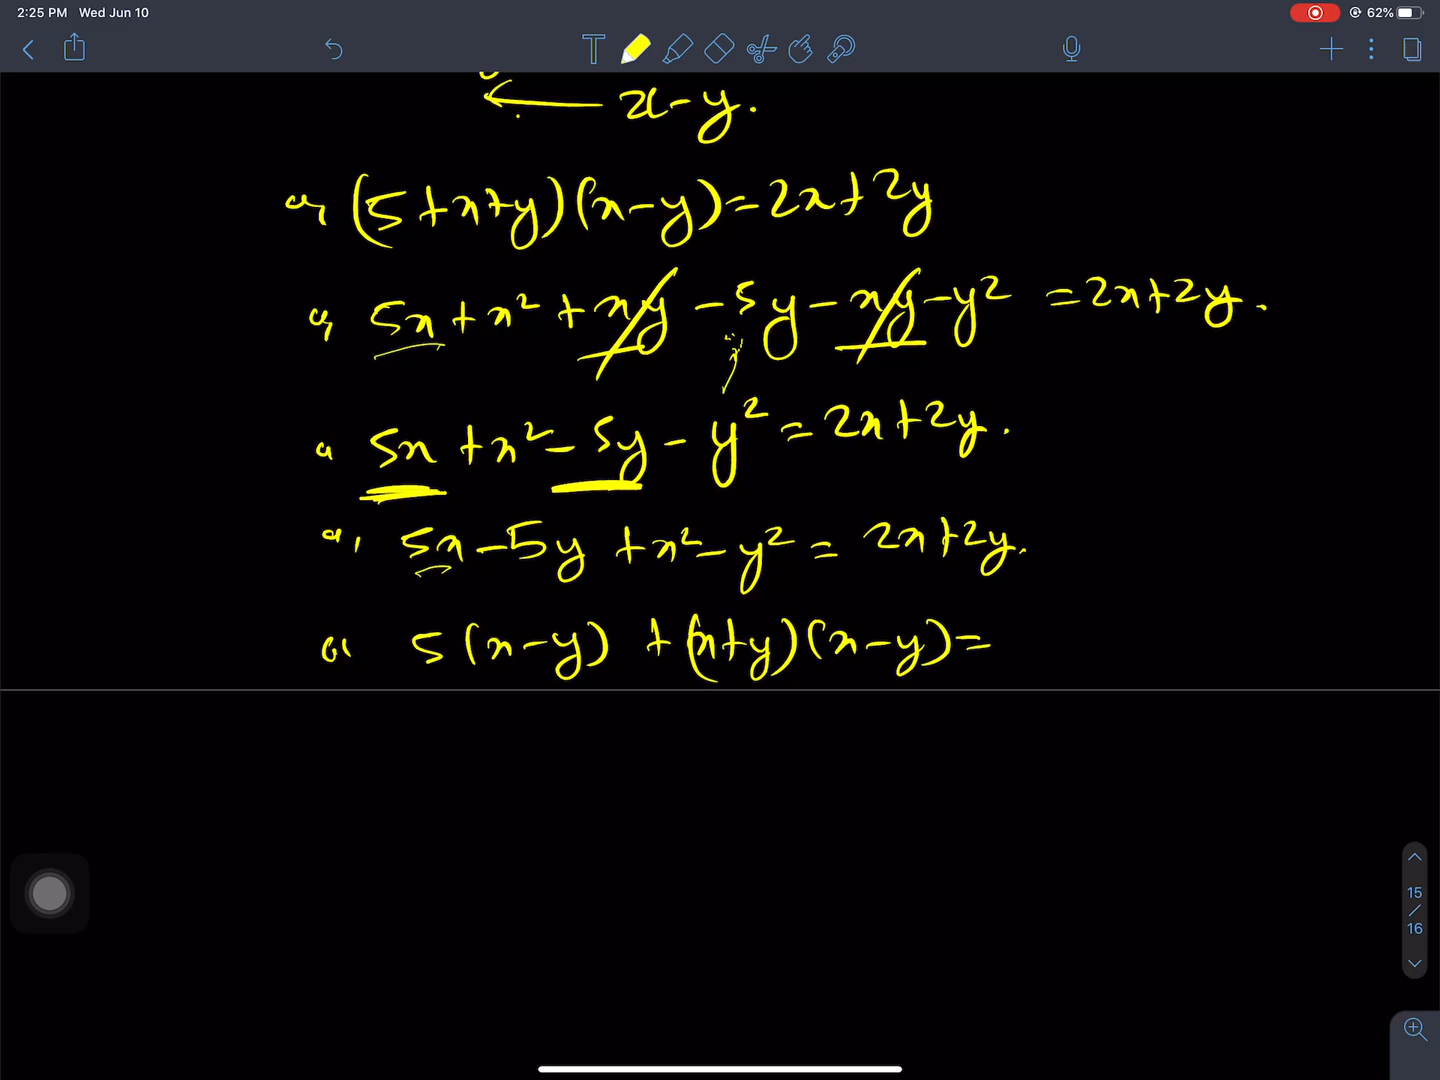 2:25 PM Wed Jun 10 62%
T
x-y.
(5+x+y)(x-y)=2x+2y
5x+x²+xy-5y-xy-y² =2x+2y.
5x+x²-5y-y²=2x+2y.
5x-5y+x²-y²=2x+2y.
5(x-y)+(x+y)(x-y)=
15
/
16